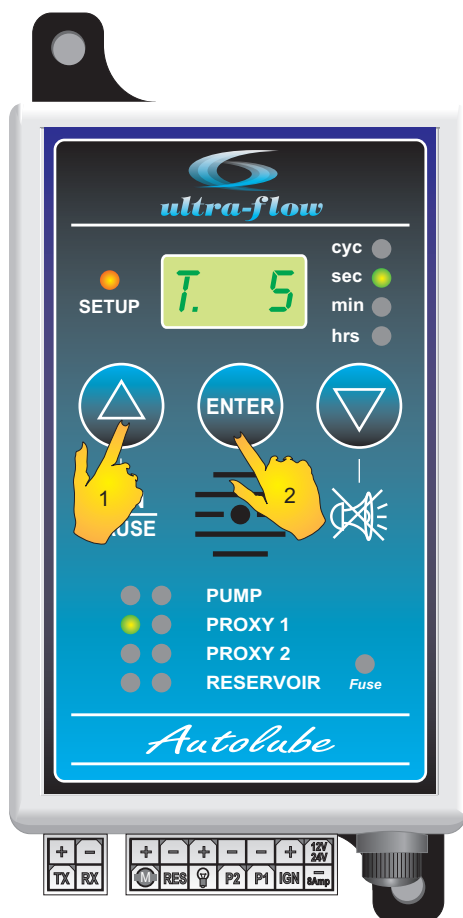 ultra-flow
cyc
sec
min
hrs
SETUP
T. 5
ENTER
1
2
PUMP
PROXY 1
PROXY 2
RESERVOIR
Fuse
Autolube
+ - + - + - - + 12V 24V
TX RX M RES P2 P1 IGN - 8Amp